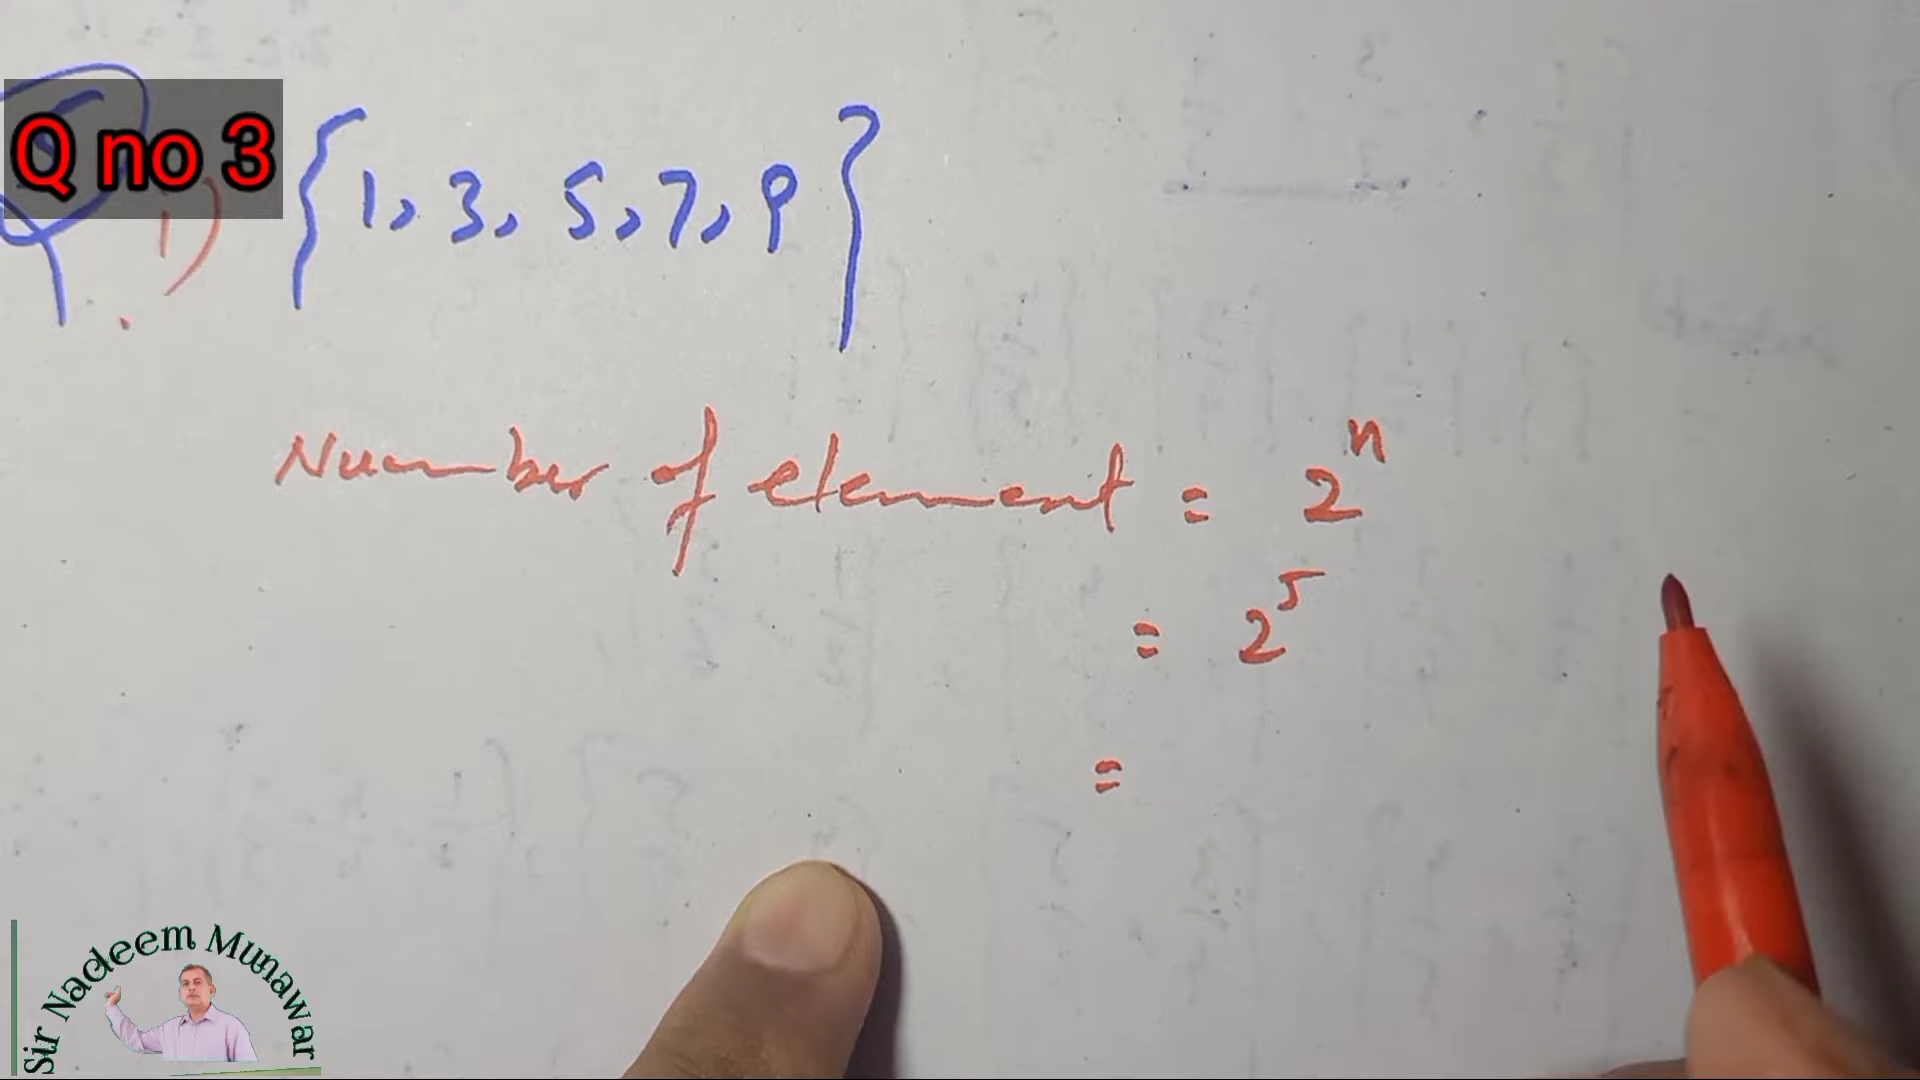 Q no 3
i) {1, 3, 5, 7, 9}
Number of element = 2ⁿ
= 2⁵
=
Sir Nadeem Munawar